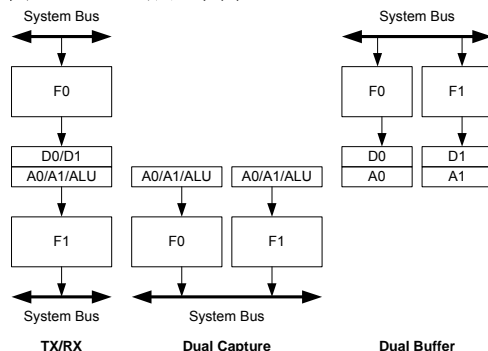 System Bus
F0
D0/D1
A0/A1/ALU
F1
System Bus
TX/RX
A0/A1/ALU
A0/A1/ALU
F0
F1
System Bus
Dual Capture
System Bus
F0
F1
D0
D1
A0
A1
Dual Buffer